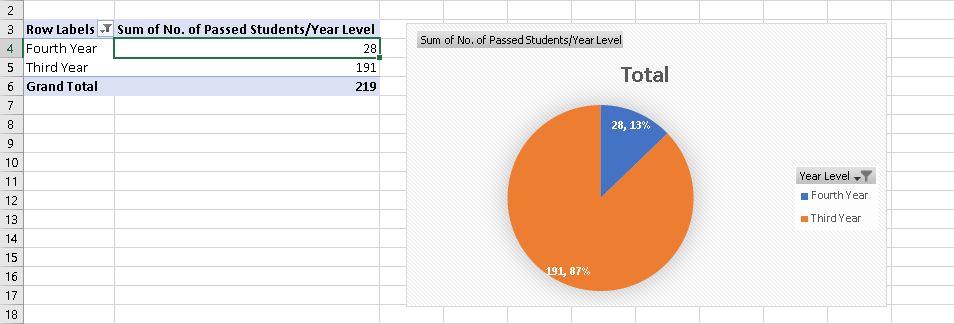 2
3 Row Labels Sum of No. of Passed Students/Year Level
4 Fourth Year 28
5 Third Year 191
6 Grand Total 219
7
8
9
10
11
12
13
14
15
16
17
18
Sum of No. of Passed Students/Year Level
Total
28, 13%
191, 87%
Year Level
Fourth Year
Third Year